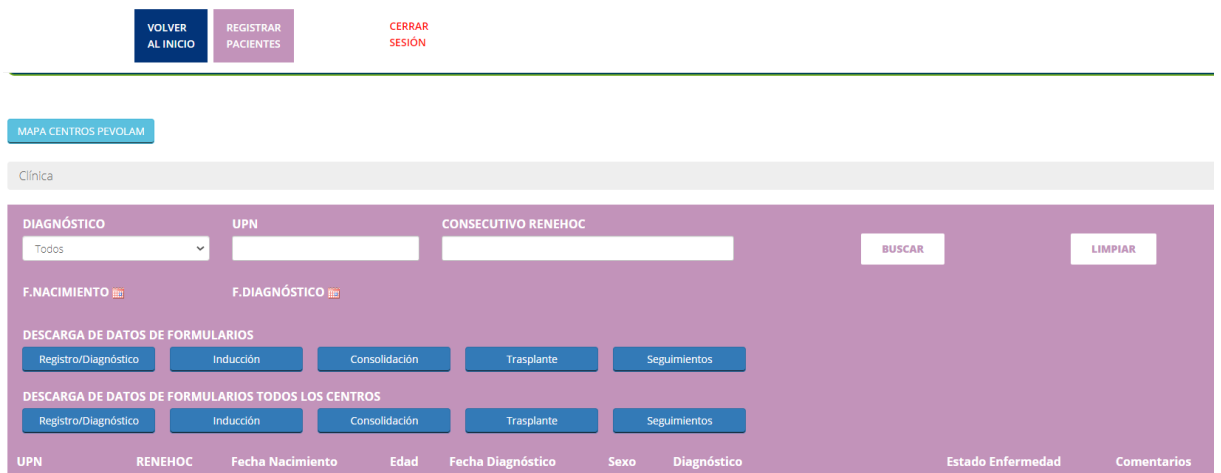 VOLVER
AL INICIO
REGISTRAR
PACIENTES
CERRAR
SESIÓN
MAPA CENTROS PEVOLAM
Clínica
DIAGNÓSTICO UPN CONSECUTIVO RENEHOC
Todos BUSCAR LIMPIAR
F.NACIMIENTO F.DIAGNÓSTICO
DESCARGA DE DATOS DE FORMULARIOS
Registro/Diagnóstico Inducción Consolidación Trasplante Seguimientos
DESCARGA DE DATOS DE FORMULARIOS TODOS LOS CENTROS
Registro/Diagnóstico Inducción Consolidación Trasplante Seguimientos
UPN RENEHOC Fecha Nacimiento Edad Fecha Diagnóstico Sexo Diagnóstico Estado Enfermedad Comentarios